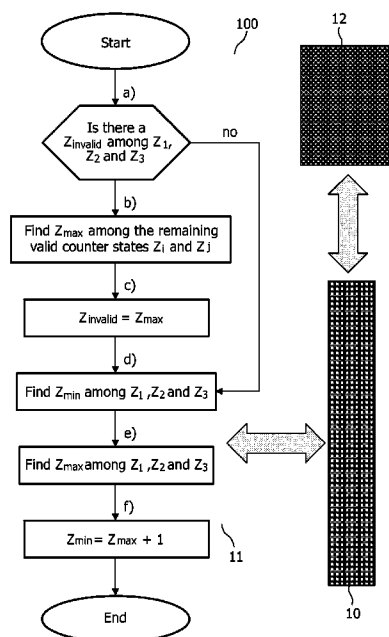 Start
100
12
a)
Is there a
Zinvalid among Z1,
Z2 and Z3
no
b)
Find Zmax among the remaining
valid counter states Zi and Zj
c)
Zinvalid = Zmax
d)
Find Zmin among Z1 ,Z2 and Z3
e)
Find Zmax among Z1 ,Z2 and Z3
f)
Zmin = Zmax + 1
11
End
10